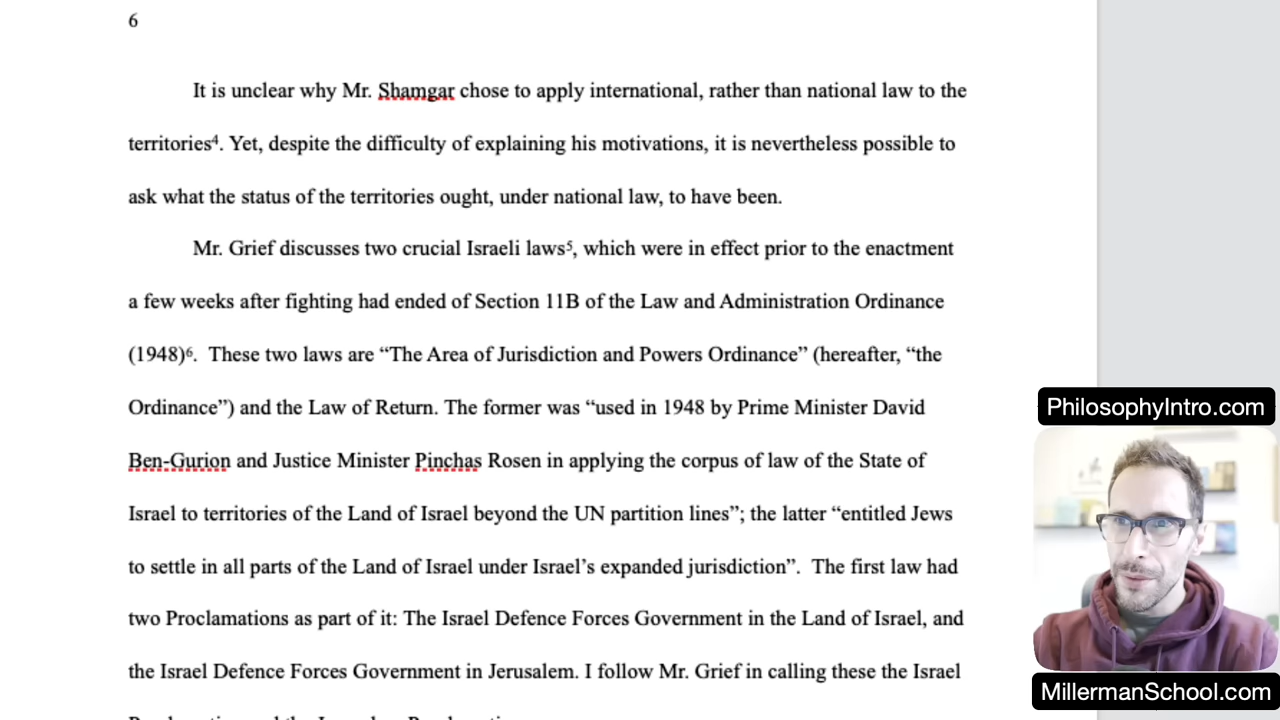 6
It is unclear why Mr. Shamgar chose to apply international, rather than national law to the
territories⁴. Yet, despite the difficulty of explaining his motivations, it is nevertheless possible to
ask what the status of the territories ought, under national law, to have been.
Mr. Grief discusses two crucial Israeli laws⁵, which were in effect prior to the enactment
a few weeks after fighting had ended of Section 11B of the Law and Administration Ordinance
(1948)⁶.  These two laws are “The Area of Jurisdiction and Powers Ordinance” (hereafter, “the
Ordinance”) and the Law of Return. The former was “used in 1948 by Prime Minister David
Ben-Gurion and Justice Minister Pinchas Rosen in applying the corpus of law of the State of
Israel to territories of the Land of Israel beyond the UN partition lines”; the latter “entitled Jews
to settle in all parts of the Land of Israel under Israel’s expanded jurisdiction”.  The first law had
two Proclamations as part of it: The Israel Defence Forces Government in the Land of Israel, and
the Israel Defence Forces Government in Jerusalem. I follow Mr. Grief in calling these the Israel
PhilosophyIntro.com
MillermanSchool.com